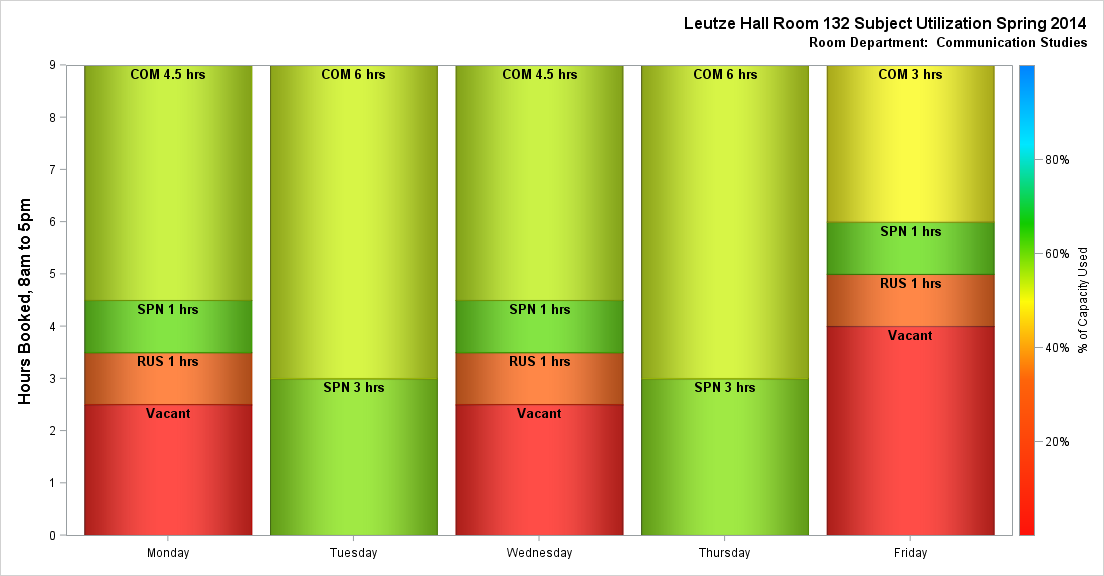 Leutze Hall Room 132 Subject Utilization Spring 2014
Room Department: Communication Studies
Hours Booked, 8am to 5pm
9
8
7
6
5
4
3
2
1
0
COM 4.5 hrs
SPN 1 hrs
RUS 1 hrs
Vacant
Monday
COM 6 hrs
SPN 3 hrs
Tuesday
COM 4.5 hrs
SPN 1 hrs
RUS 1 hrs
Vacant
Wednesday
COM 6 hrs
SPN 3 hrs
Thursday
COM 3 hrs
SPN 1 hrs
RUS 1 hrs
Vacant
Friday
80%
60%
40%
20%
% of Capacity Used